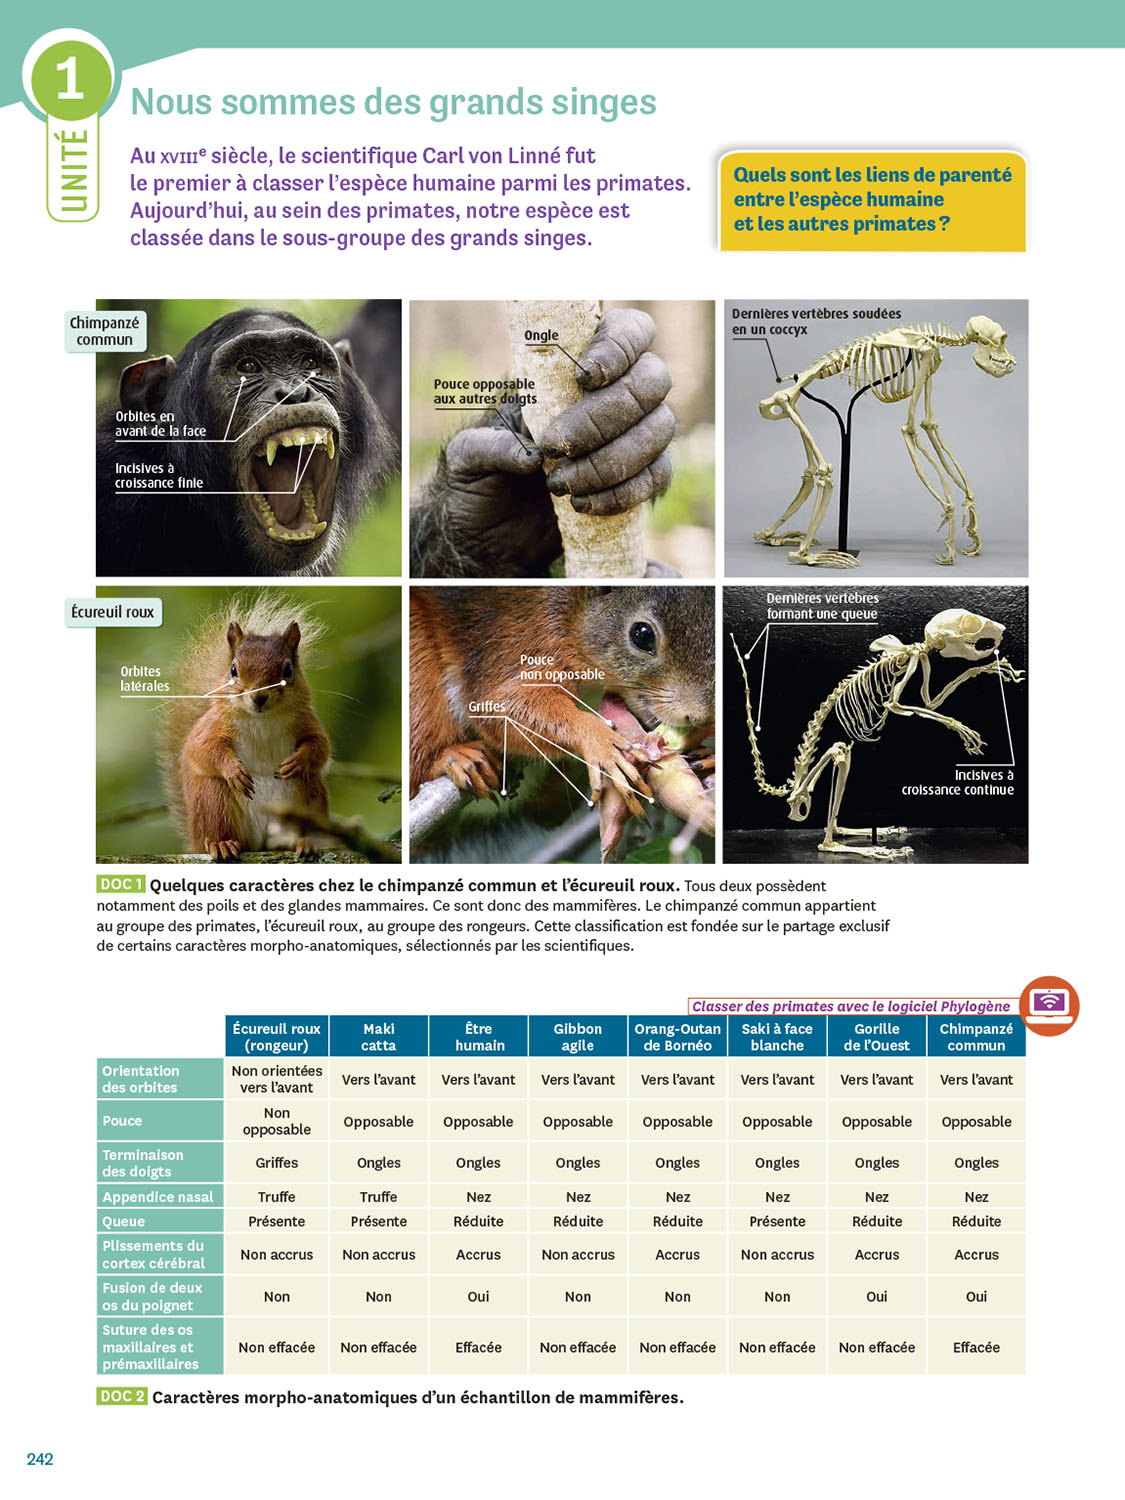 1
UNITÉ
Nous sommes des grands singes
Au XVIIIe siècle, le scientifique Carl von Linné fut
le premier à classer l'espèce humaine parmi les primates.
Aujourd'hui, au sein des primates, notre espèce est
classée dans le sous-groupe des grands singes.
Quels sont les liens de parenté
entre l'espèce humaine
et les autres primates ?
Chimpanzé
commun
Orbites en
avant de la face
Incisives à
croissance finie
Ongle
Pouce opposable
aux autres doigts
Dernières vertèbres soudées
en un coccyx
Écureuil roux
Orbites
latérales
Pouce
non opposable
Griffes
Dernières vertèbres
formant une queue
Incisives à
croissance continue
DOC 1 Quelques caractères chez le chimpanzé commun et l'écureuil roux. Tous deux possèdent
notamment des poils et des glandes mammaires. Ce sont donc des mammifères. Le chimpanzé commun appartient
au groupe des primates, l'écureuil roux, au groupe des rongeurs. Cette classification est fondée sur le partage exclusif
de certains caractères morpho-anatomiques, sélectionnés par les scientifiques.
Classer des primates avec le logiciel Phylogène
Écureuil roux (rongeur) Maki catta Être humain Gibbon agile Orang-Outan de Bornéo Saki à face blanche Gorille de l'Ouest Chimpanzé commun
Orientation des orbites Non orientées vers l'avant Vers l'avant Vers l'avant Vers l'avant Vers l'avant Vers l'avant Vers l'avant Vers l'avant
Pouce Non opposable Opposable Opposable Opposable Opposable Opposable Opposable Opposable
Terminaison des doigts Griffes Ongles Ongles Ongles Ongles Ongles Ongles Ongles
Appendice nasal Truffe Truffe Nez Nez Nez Nez Nez Nez
Queue Présente Présente Réduite Réduite Réduite Présente Réduite Réduite
Plissements du cortex cérébral Non accrus Non accrus Accrus Non accrus Accrus Non accrus Accrus Accrus
Fusion de deux os du poignet Non Non Oui Non Non Non Oui Oui
Suture des os maxillaires et prémaxillaires Non effacée Non effacée Effacée Non effacée Non effacée Non effacée Non effacée Effacée
DOC 2 Caractères morpho-anatomiques d'un échantillon de mammifères.
242